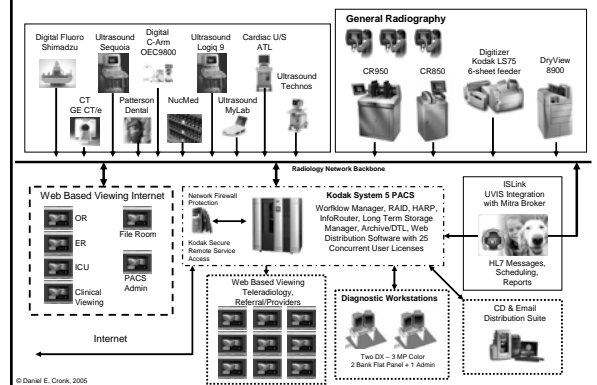 Digital Fluoro
Shimadzu
Ultrasound
Sequoia
Digital
C-Arm
OEC9800
Ultrasound
Logiq 9
Cardiac U/S
ATL
CT
GE CT/e
Patterson
Dental
NucMed
Ultrasound
MyLab
Ultrasound
Technos
General Radiography
CR950
CR850
Digitizer
Kodak LS75
6-sheet feeder
DryView
8900
Radiology Network Backbone
Web Based Viewing Internet
OR
ER
ICU
Clinical
Viewing
File Room
PACS
Admin
Network Firewall
Protection
Kodak Secure
Remote Service
Access
Kodak System 5 PACS
Worfklow Manager, RAID, HARP,
InfoRouter, Long Term Storage
Manager, Archive/DTL, Web
Distribution Software with 25
Concurrent User Licenses
ISLink
UVIS Integration
with Mitra Broker
HL7 Messages,
Scheduling,
Reports
Web Based Viewing
Teleradiology,
Referral/Providers
Diagnostic Workstations
Two DX – 3 MP Color
2 Bank Flat Panel + 1 Admin
CD & Email
Distribution Suite
Internet
© Daniel E. Cronk, 2005